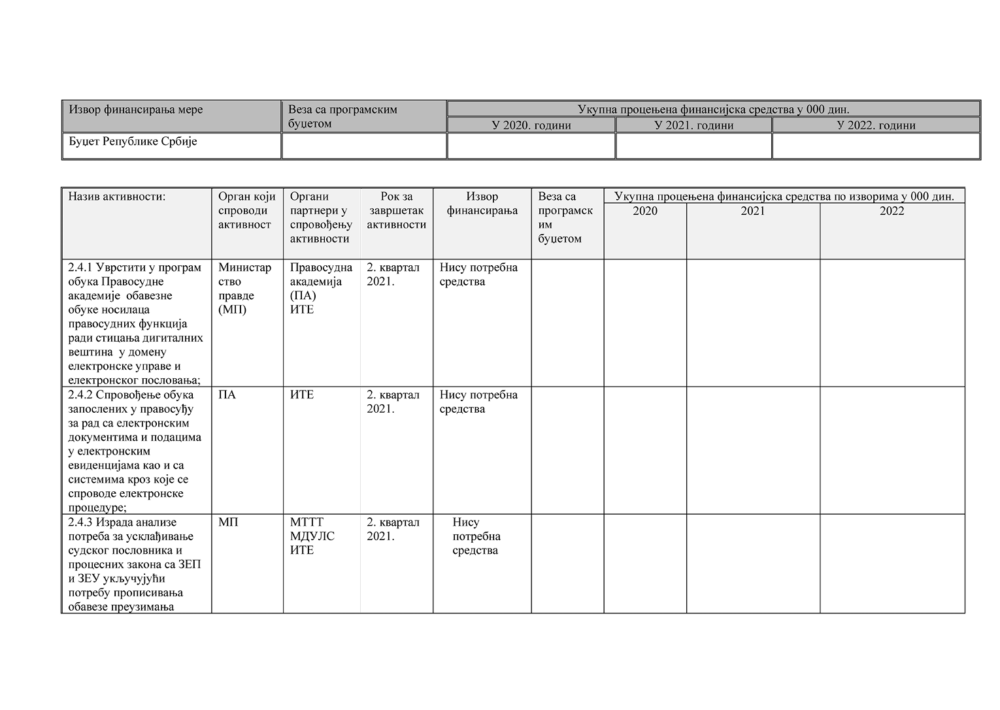 Извор финансирања мере
Веза са програмским
буџетом
Укупна процењена финансијска средства у 000 дин.
У 2020. години
У 2021. години
У 2022. години
Буџет Републике Србије
Назив активности:
Орган који
спроводи
активност
Органи
партнери у
спровођењу
активности
Рок за
завршетак
активности
Извор
финансирања
Веза са
програмск
им
буџетом
Укупна процењена финансијска средства по изворима у 000 дин.
2020
2021
2022
2.4.1 Уврстити у програм
обука Правосудне
академије обавезне
обуке носилаца
правосудних функција
ради стицања дигиталних
вештина у домену
електронске управе и
електронског пословања;
Министар
ство
правде
(МП)
Правосудна
академија
(ПА)
ИТЕ
2. квартал
2021.
Нису потребна
средства
2.4.2 Спровођење обука
запослених у правосуђу
за рад са електронским
документима и подацима
у електронским
евиденцијама као и са
системима кроз које се
спроводе електронске
процедуре;
ПА
ИТЕ
2. квартал
2021.
Нису потребна
средства
2.4.3 Израда анализе
потреба за усклађивање
судског пословника и
процесних закона са ЗЕП
и ЗЕУ укључујући
потребу прописивања
обавезе преузимања
МП
МТТТ
МДУЛС
ИТЕ
2. квартал
2021.
Нису
потребна
средства